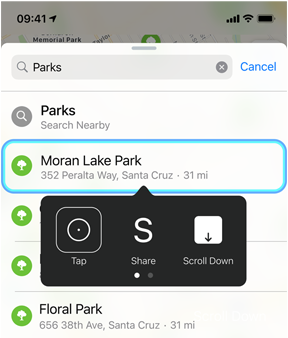 09:41
Memorial Park
Taylor
Parks
Cancel
Parks
Search Nearby
Moran Lake Park
352 Peralta Way, Santa Cruz · 31 mi
S
Tap
Share
Scroll Down
Floral Park
656 38th Ave, Santa Cruz · 31 mi